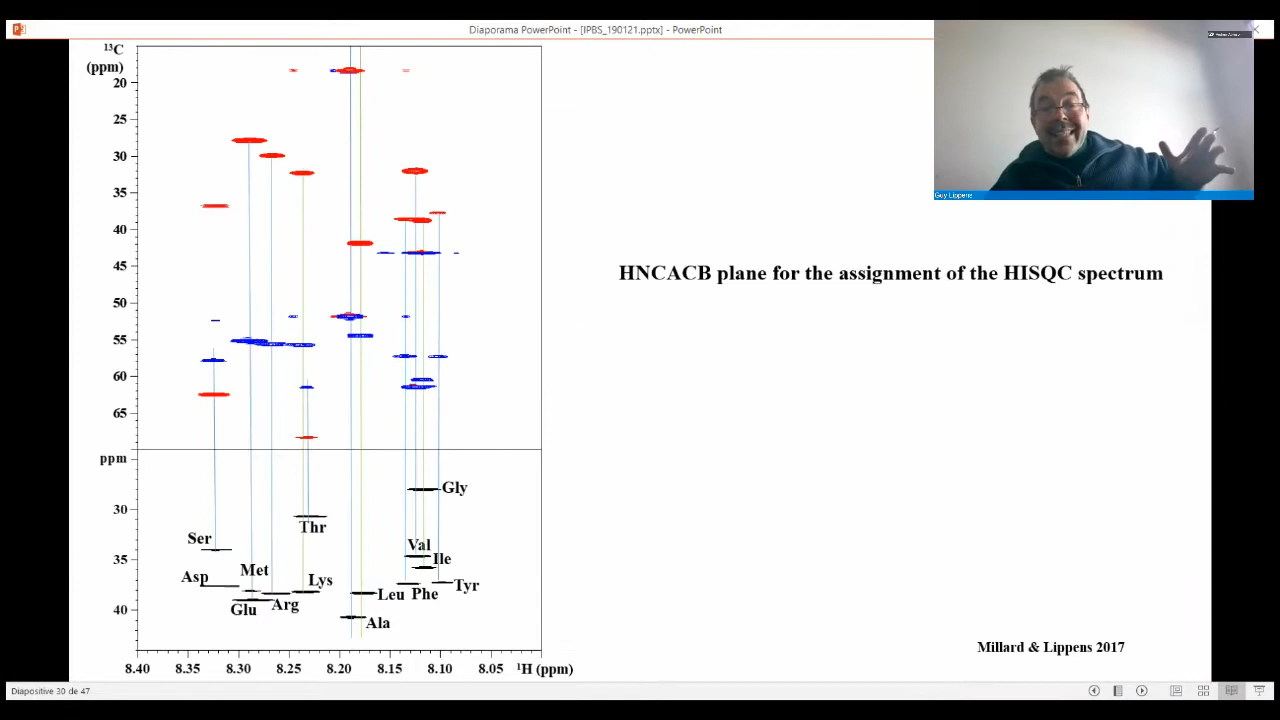 Diaporama PowerPoint - [IPBS_190121.pptx] - PowerPoint
Guy Lippens
13C
(ppm)
20
25
30
35
40
45
50
55
60
65
HNCACB plane for the assignment of the HISQC spectrum
ppm
30
35
40
Gly
Thr
Ser
Val
Ile
Asp
Met
Lys
Tyr
Glu
Arg
Leu
Phe
Ala
8.40
8.35
8.30
8.25
8.20
8.15
8.10
8.05
1H (ppm)
Millard & Lippens 2017
Diapositive 30 de 47